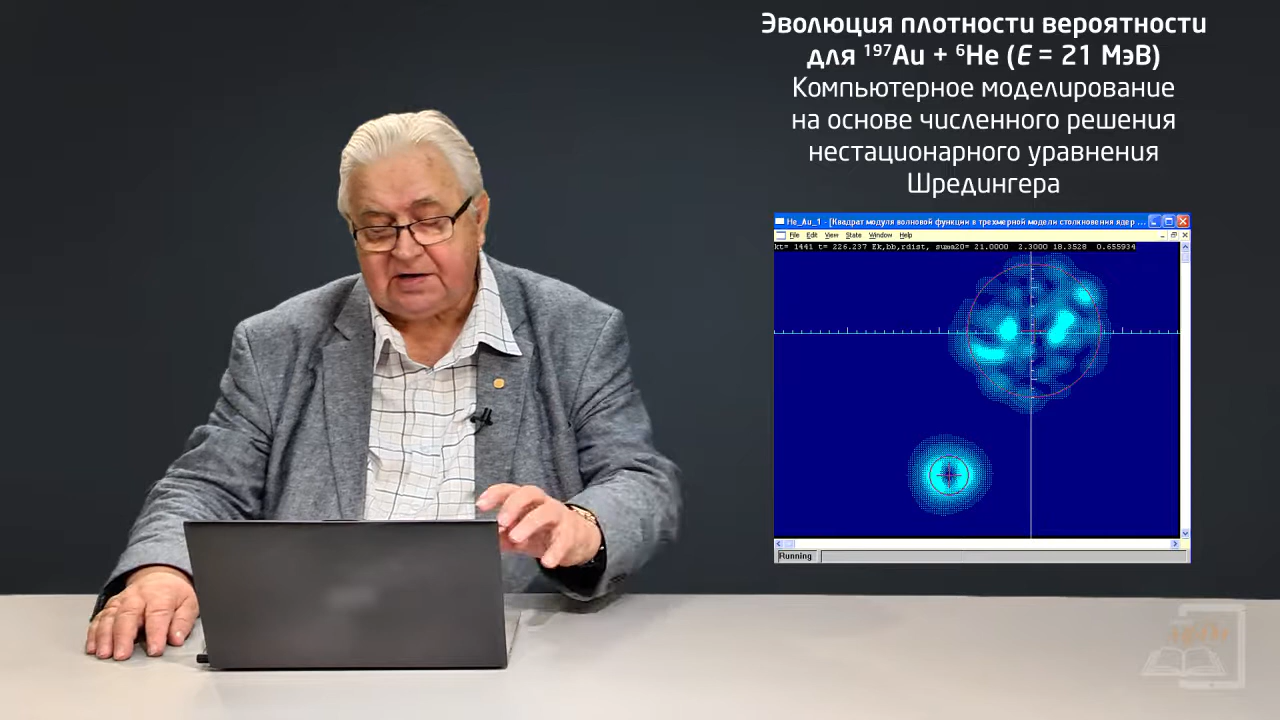 Эволюция плотности вероятности
для ¹⁹⁷Au + ⁶He (E = 21 МэВ)
Компьютерное моделирование
на основе численного решения
нестационарного уравнения
Шредингера
He_Au_1 - [Квадрат модуля волновой функции в трехмерной модели столкновения ядер ...
File Edit View State Window Help
kt= 1441 t= 226.237 Ek,bb,rdist, suma20= 21.0000 2.3000 18.3528 0.655934
Running